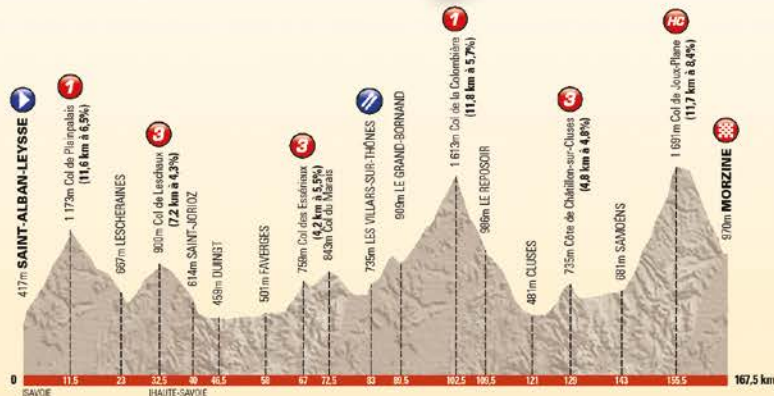 417m SAINT-ALBAN-LEYSSE
1
1 173m Col de Plainpalais
(11,6 km à 6,5%)
667m LESCHERAINES
3
900m Col de Leschaux
(7,2 km à 4,3%)
614m SAINT-JORIOZ
459m DUINGT
501m FAVERGES
3
759m Col des Essérieux
(4,2 km à 5,5%)
843m Col du Marais
735m LES VILLARS-SUR-THÔNES
909m LE GRAND-BORNAND
1
1 613m Col de la Colombière
(11,8 km à 5,7%)
986m LE REPOSOIR
481m CLUSES
3
735m Côte de Châtillon-sur-Cluses
(4,8 km à 4,8%)
681m SAMOËNS
HC
1 691m Col de Joux-Plane
(11,7 km à 8,4%)
970m MORZINE
0 11,5 23 32,5 40 46,5 58 67 72,5 83 89,5 102,5 109,5 121 129 143 155,5 167,5 km
SAVOIE HAUTE-SAVOIE